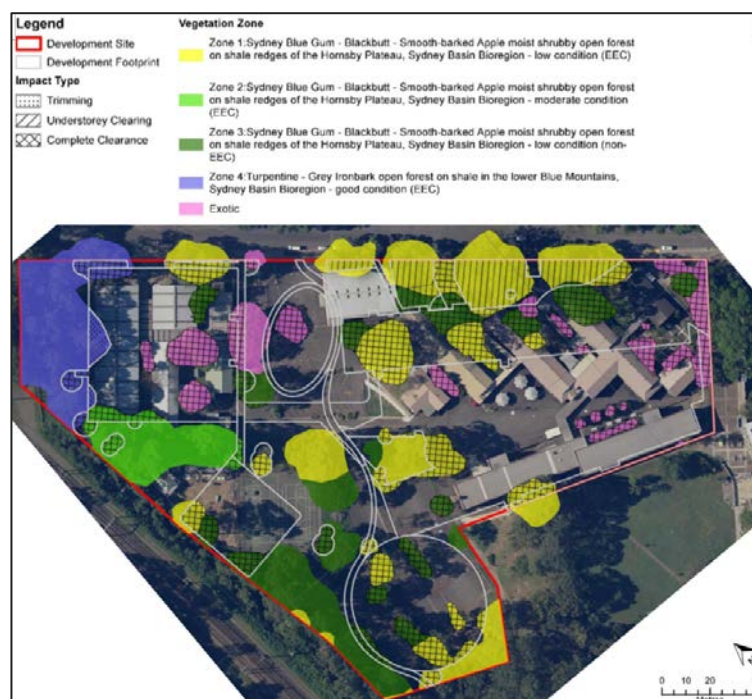 Legend
Development Site
Development Footprint
Impact Type
Trimming
Understorey Clearing
Complete Clearance
Vegetation Zone
Zone 1:Sydney Blue Gum - Blackbutt - Smooth-barked Apple moist shrubby open forest
on shale redges of the Hornsby Plateau, Sydney Basin Bioregion - low condition (EEC)
Zone 2:Sydney Blue Gum - Blackbutt - Smooth-barked Apple moist shrubby open forest
on shale redges of the Hornsby Plateau, Sydney Basin Bioregion - moderate condition
(EEC)
Zone 3:Sydney Blue Gum - Blackbutt - Smooth-barked Apple moist shrubby open forest
on shale redges of the Hornsby Plateau, Sydney Basin Bioregion - low condition (non-
EEC)
Zone 4:Turpentine - Grey Ironbark open forest on shale in the lower Blue Mountains,
Sydney Basin Bioregion - good condition (EEC)
Exotic
0 10 20